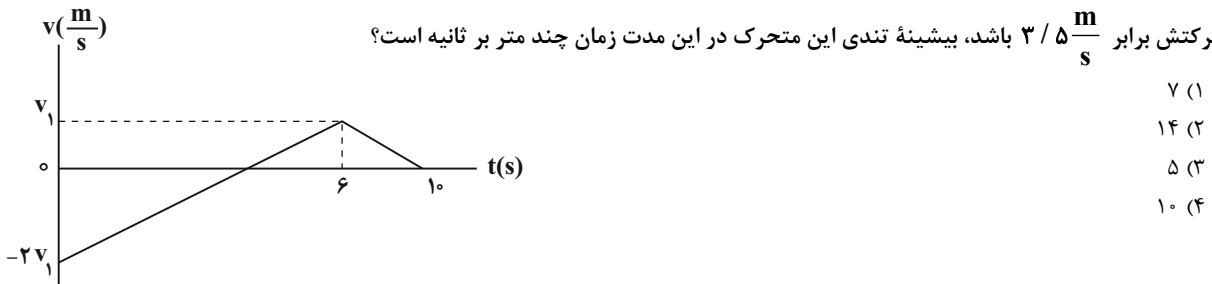 رکتش برابر ۳/۵ m/s باشد، بیشینهٔ تندی این متحرک در این مدت زمان چند متر بر ثانیه است؟
۱) ۷
۲) ۱۴
۳) ۵
۴) ۱۰
v(m/s)
v۱
۰
t(s)
۶
۱۰
−۲v۱